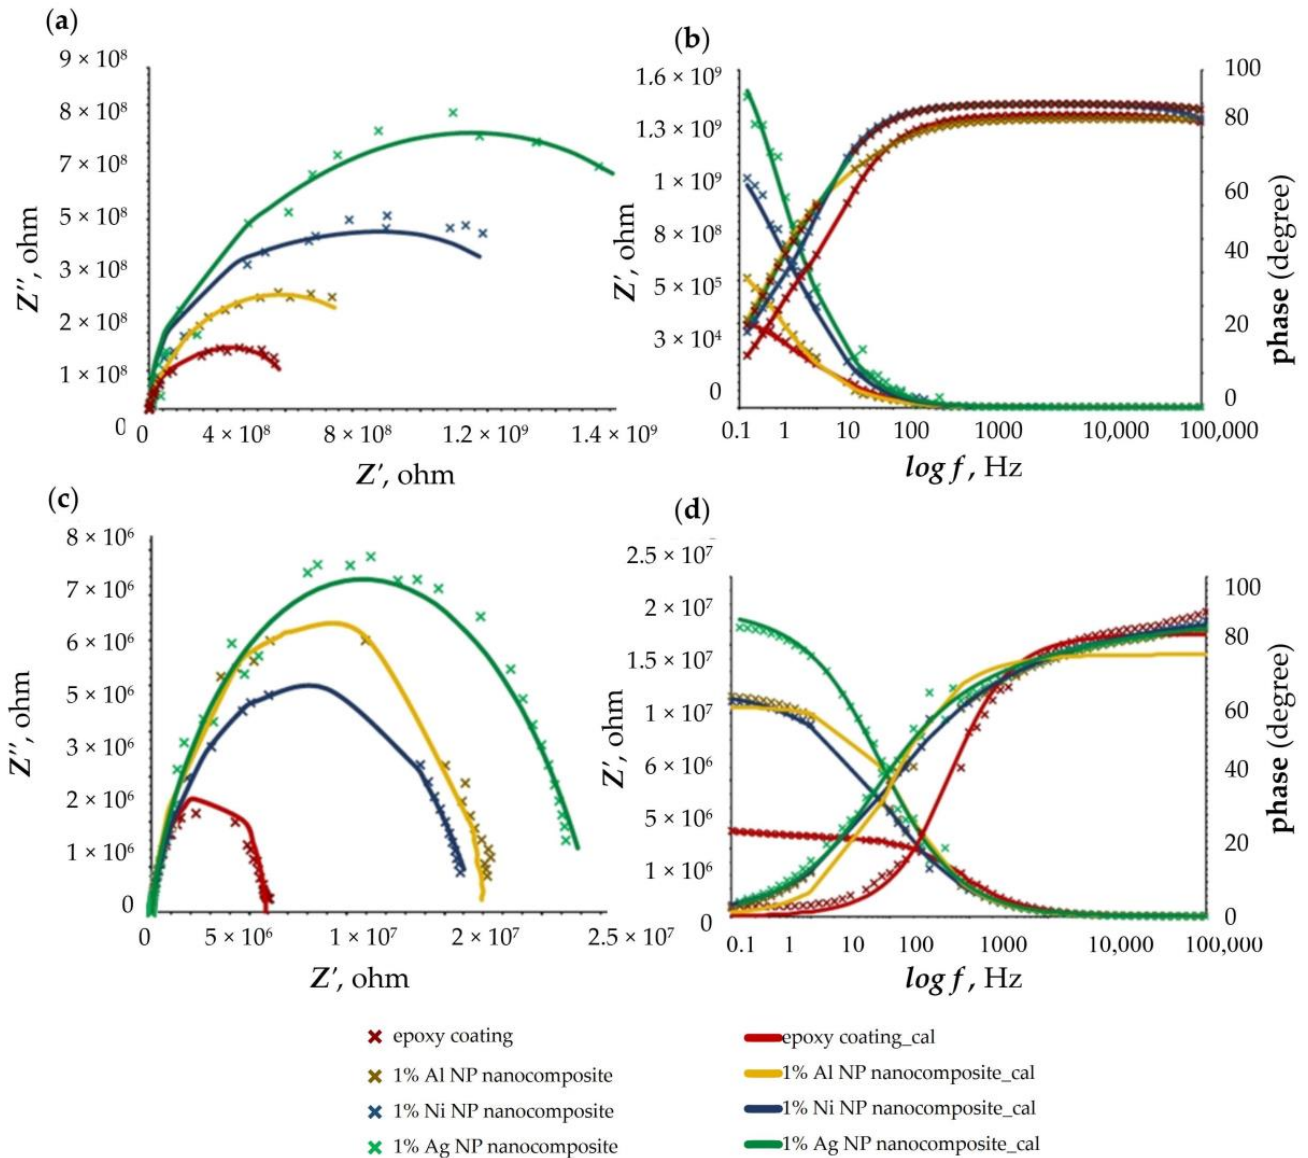 (a)
Z″, ohm
9 × 10⁸
8 × 10⁸
7 × 10⁸
5 × 10⁸
3 × 10⁸
2 × 10⁸
1 × 10⁸
0
0 4 × 10⁸ 8 × 10⁸ 1.2 × 10⁹ 1.4 × 10⁹
Z′, ohm
(b)
Z′, ohm
1.6 × 10⁹
1.3 × 10⁹
1 × 10⁹
8 × 10⁸
5 × 10⁵
3 × 10⁴
0
100
80
60
40
20
0
phase (degree)
0.1 1 10 100 1000 10,000 100,000
log f, Hz
(c)
Z″, ohm
8 × 10⁶
7 × 10⁶
6 × 10⁶
5 × 10⁶
3 × 10⁶
2 × 10⁶
1 × 10⁶
0
0 5 × 10⁶ 1 × 10⁷ 2 × 10⁷ 2.5 × 10⁷
Z′, ohm
(d)
Z′, ohm
2.5 × 10⁷
2 × 10⁷
1.5 × 10⁷
1 × 10⁷
6 × 10⁶
5 × 10⁶
1 × 10⁶
0
100
80
60
40
20
0
phase (degree)
0.1 1 10 100 1000 10,000 100,000
log f, Hz
epoxy coating
1% Al NP nanocomposite
1% Ni NP nanocomposite
1% Ag NP nanocomposite
epoxy coating_cal
1% Al NP nanocomposite_cal
1% Ni NP nanocomposite_cal
1% Ag NP nanocomposite_cal